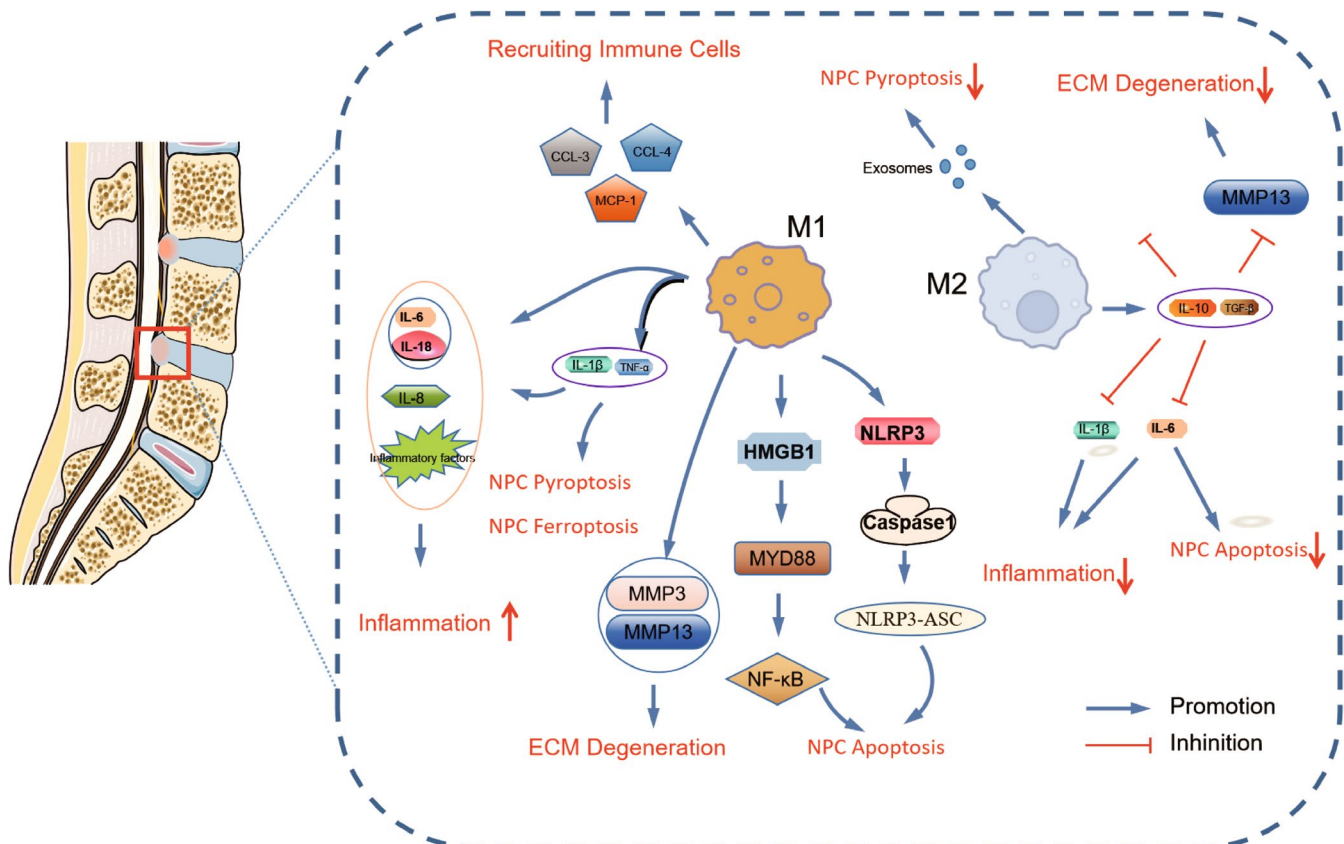 Recruiting Immune Cells
CCL-3
CCL-4
MCP-1
M1
IL-6
IL-18
IL-8
Inflammatory factors
Inflammation
IL-1β
TNF-α
NPC Pyroptosis
NPC Ferroptosis
MMP3
MMP13
ECM Degeneration
HMGB1
MYD88
NF-κB
NLRP3
Caspase1
NLRP3-ASC
NPC Apoptosis
NPC Pyroptosis
Exosomes
M2
ECM Degeneration
MMP13
IL-10
TGF-β
IL-1β
IL-6
Inflammation
NPC Apoptosis
Promotion
Inhinition